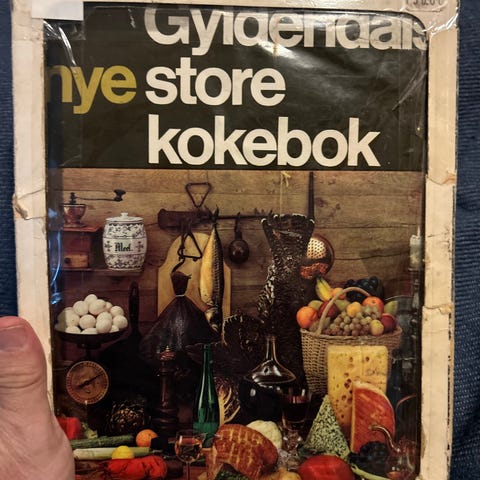 Gyldendals
nye store
kokebok
Mel.